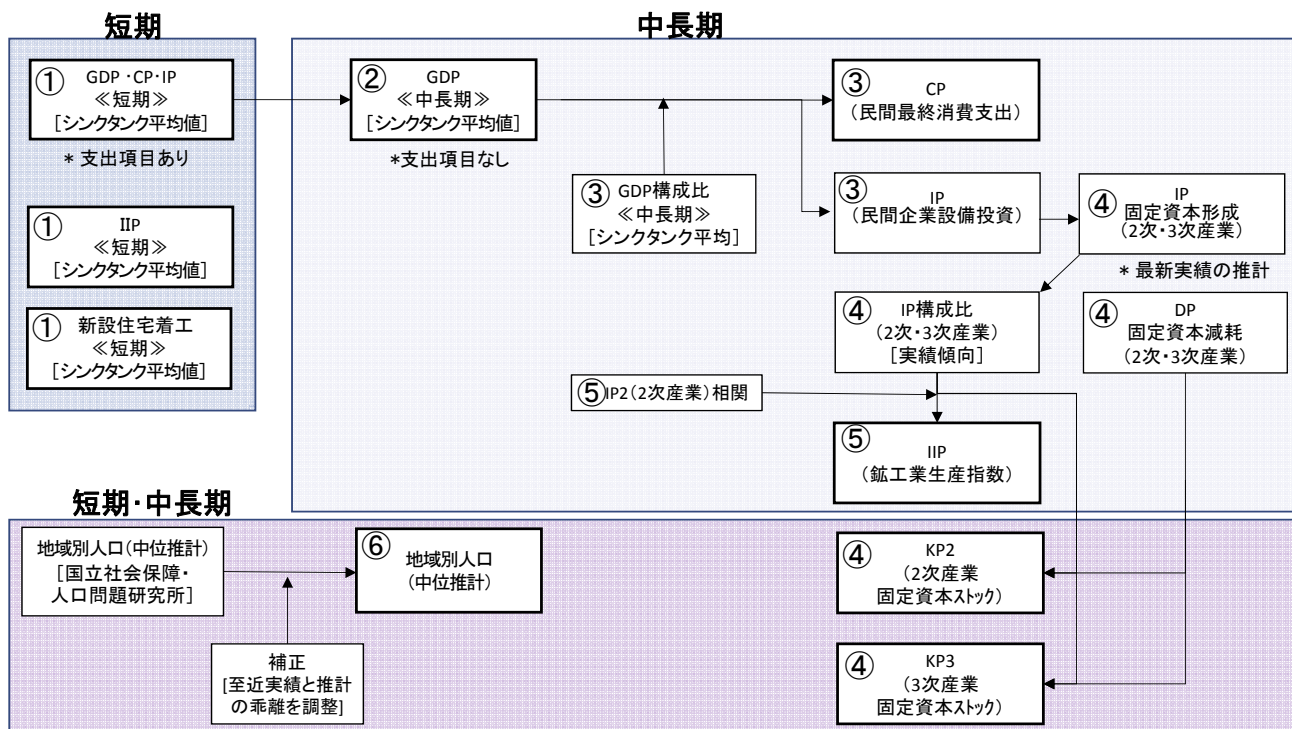 短期
①
GDP・CP・IP
≪短期≫
[シンクタンク平均値]
* 支出項目あり
①
IIP
≪短期≫
[シンクタンク平均値]
①
新設住宅着工
≪短期≫
[シンクタンク平均値]
中長期
②
GDP
≪中長期≫
[シンクタンク平均値]
*支出項目なし
③
GDP構成比
≪中長期≫
[シンクタンク平均]
③
CP
(民間最終消費支出)
③
IP
(民間企業設備投資)
④
IP
固定資本形成
(2次・3次産業)
* 最新実績の推計
④
IP構成比
(2次・3次産業)
[実績傾向]
④
DP
固定資本減耗
(2次・3次産業)
⑤IP2(2次産業)相関
⑤
IIP
(鉱工業生産指数)
短期・中長期
地域別人口(中位推計)
[国立社会保障・
人口問題研究所]
⑥
地域別人口
(中位推計)
補正
[至近実績と推計
の乖離を調整]
④
KP2
(2次産業
固定資本ストック)
④
KP3
(3次産業
固定資本ストック)